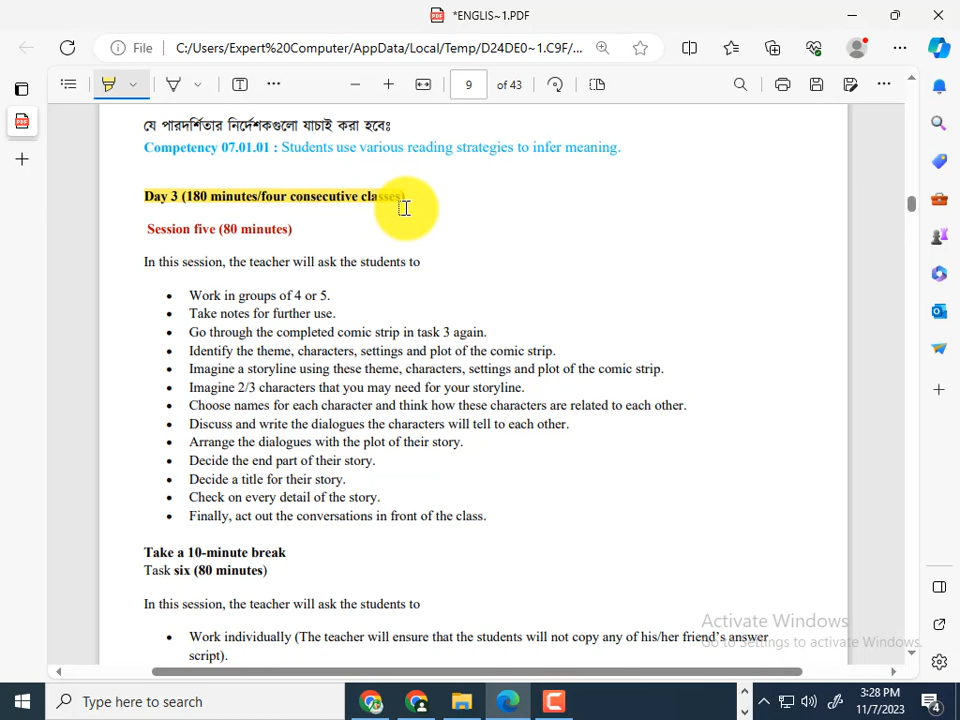 *ENGLIS~1.PDF
File
C:/Users/Expert%20Computer/AppData/Local/Temp/D24DE0~1.C9F/...
9 of 43
যে পারদর্শিতার নির্দেশকগুলো যাচাই করা হবেঃ
Competency 07.01.01 : Students use various reading strategies to infer meaning.
Day 3 (180 minutes/four consecutive classes)
Session five (80 minutes)
In this session, the teacher will ask the students to
• Work in groups of 4 or 5.
• Take notes for further use.
• Go through the completed comic strip in task 3 again.
• Identify the theme, characters, settings and plot of the comic strip.
• Imagine a storyline using these theme, characters, settings and plot of the comic strip.
• Imagine 2/3 characters that you may need for your storyline.
• Choose names for each character and think how these characters are related to each other.
• Discuss and write the dialogues the characters will tell to each other.
• Arrange the dialogues with the plot of their story.
• Decide the end part of their story.
• Decide a title for their story.
• Check on every detail of the story.
• Finally, act out the conversations in front of the class.
Take a 10-minute break
Task six (80 minutes)
In this session, the teacher will ask the students to
• Work individually (The teacher will ensure that the students will not copy any of his/her friend's answer
script).
Activate Windows
Go to Settings to activate Windows.
Type here to search
3:28 PM
11/7/2023
4